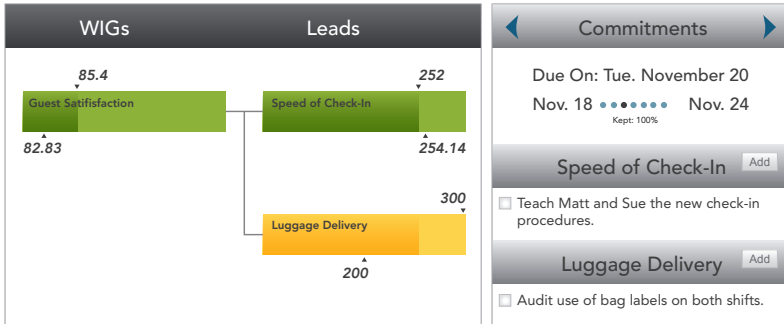 WIGs
Leads
85.4
Guest Satifisfaction
82.83
252
Speed of Check-In
254.14
300
Luggage Delivery
200
Commitments
Due On: Tue. November 20
Nov. 18 Nov. 24
Kept: 100%
Speed of Check-In Add
Teach Matt and Sue the new check-in
procedures.
Luggage Delivery Add
Audit use of bag labels on both shifts.